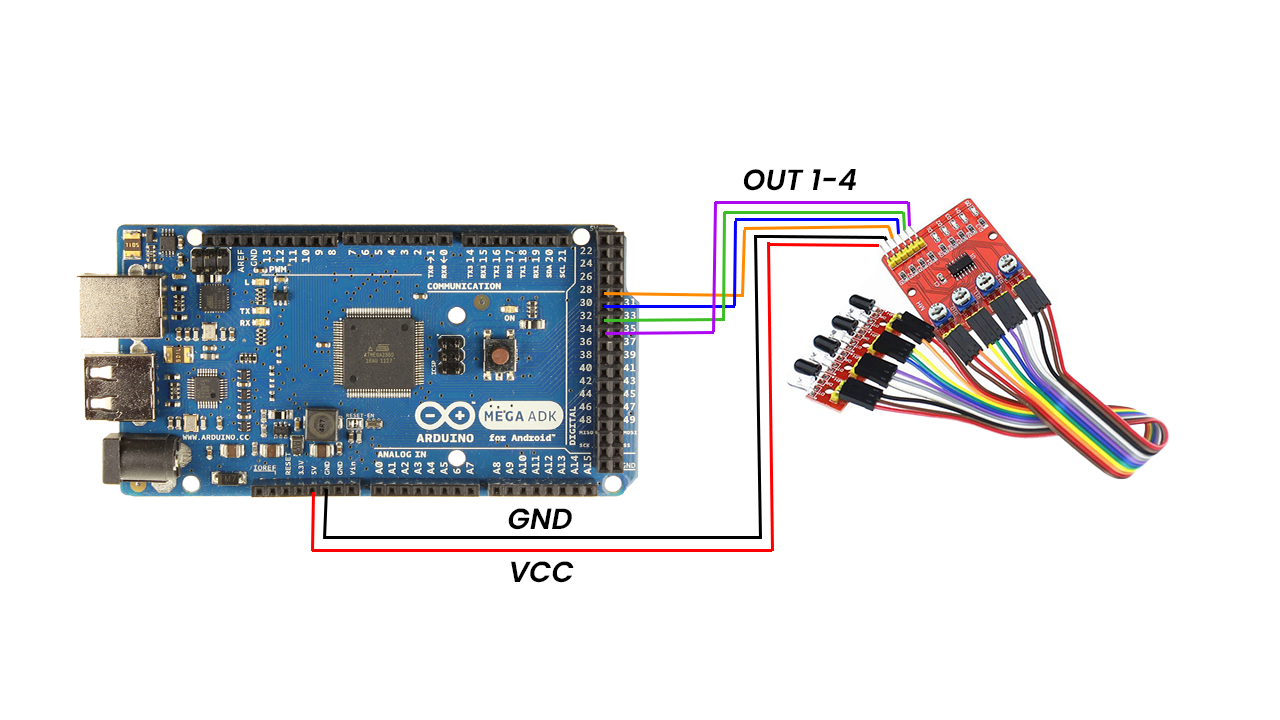 OUT 1-4
AREF
GND
13
12
11
10
9
8
7
6
5
4
3
2
TX0→1
RX0←0
TX3 14
RX3 15
TX2 16
RX2 17
TX1 18
RX1 19
SDA 20
SCL 21
PWM
COMMUNICATION
L
TX
RX
ON
ICSP
22
24
26
28
30 31
32 33
34 35
36 37
38 39
40 41
42 43
44 45
46 47
48 49
DIGITAL
RESET-EN
MEGA ADK
ARDUINO for Android™
WWW.ARDUINO.CC
ANALOG IN
IOREF
RESET
3.3V
5V
GND
GND
Vin
A0
A1
A2
A3
A4
A5
A6
A7
A8
A9
A10
A11
A12
A13
A14
A15
GND
GND
VCC